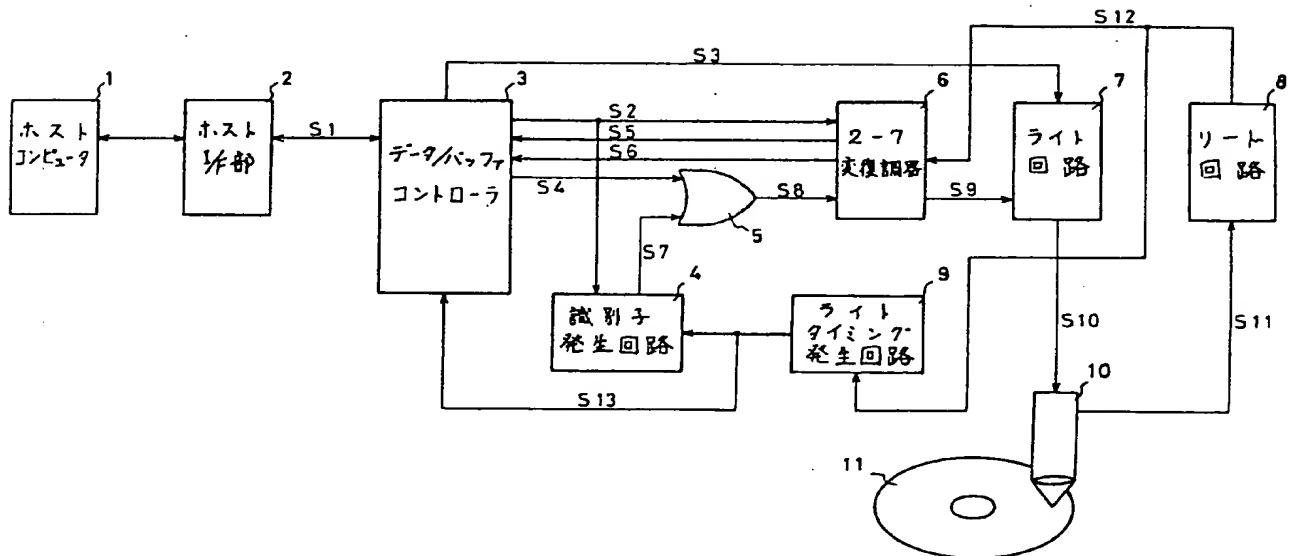 S12
S3
1
ホスト
コンピュータ
2
ホスト
I/F部
S1
3
データ/バッファ
コントローラ
S2
S5
S6
S4
5
S8
6
2-7
変復調器
S9
7
ライト
回路
8
リート
回路
S7
4
識別子
発生回路
9
ライト
タイミング
発生回路
S13
S10
S11
10
11